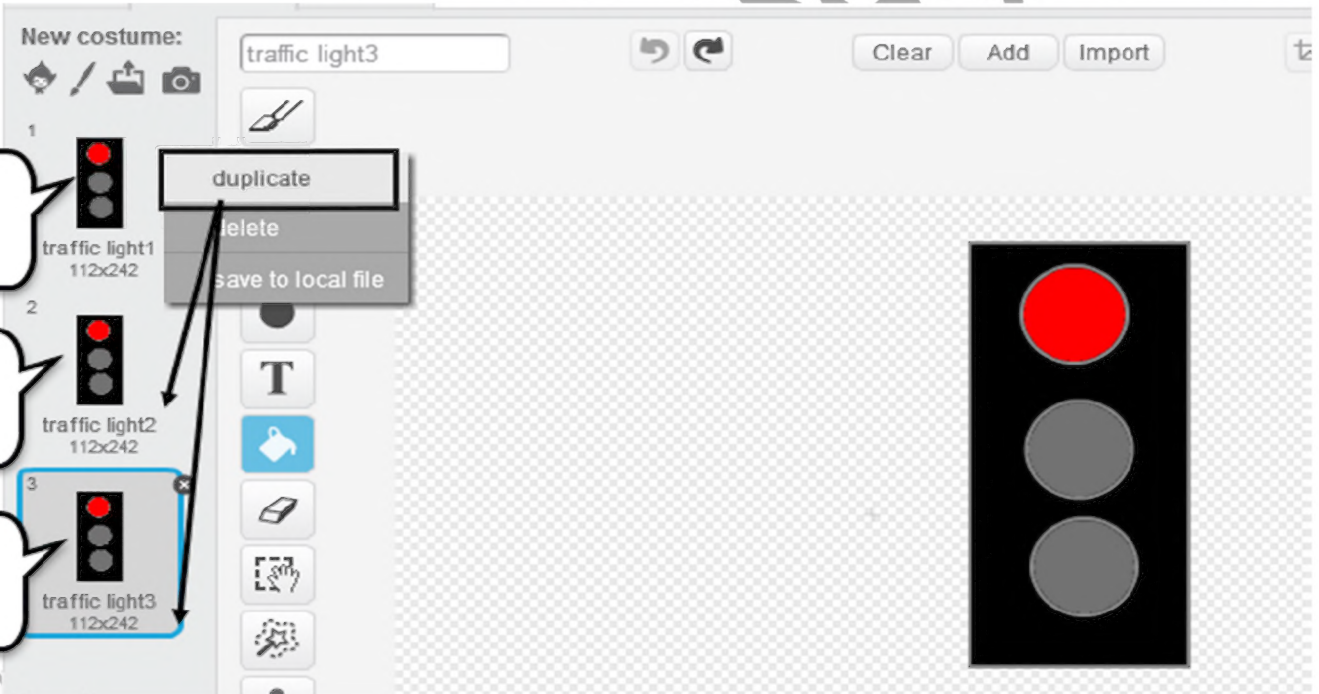 New costume:
traffic light3
Clear
Add
Import
1
traffic light1
112x242
duplicate
delete
save to local file
2
traffic light2
112x242
T
3
traffic light3
112x242